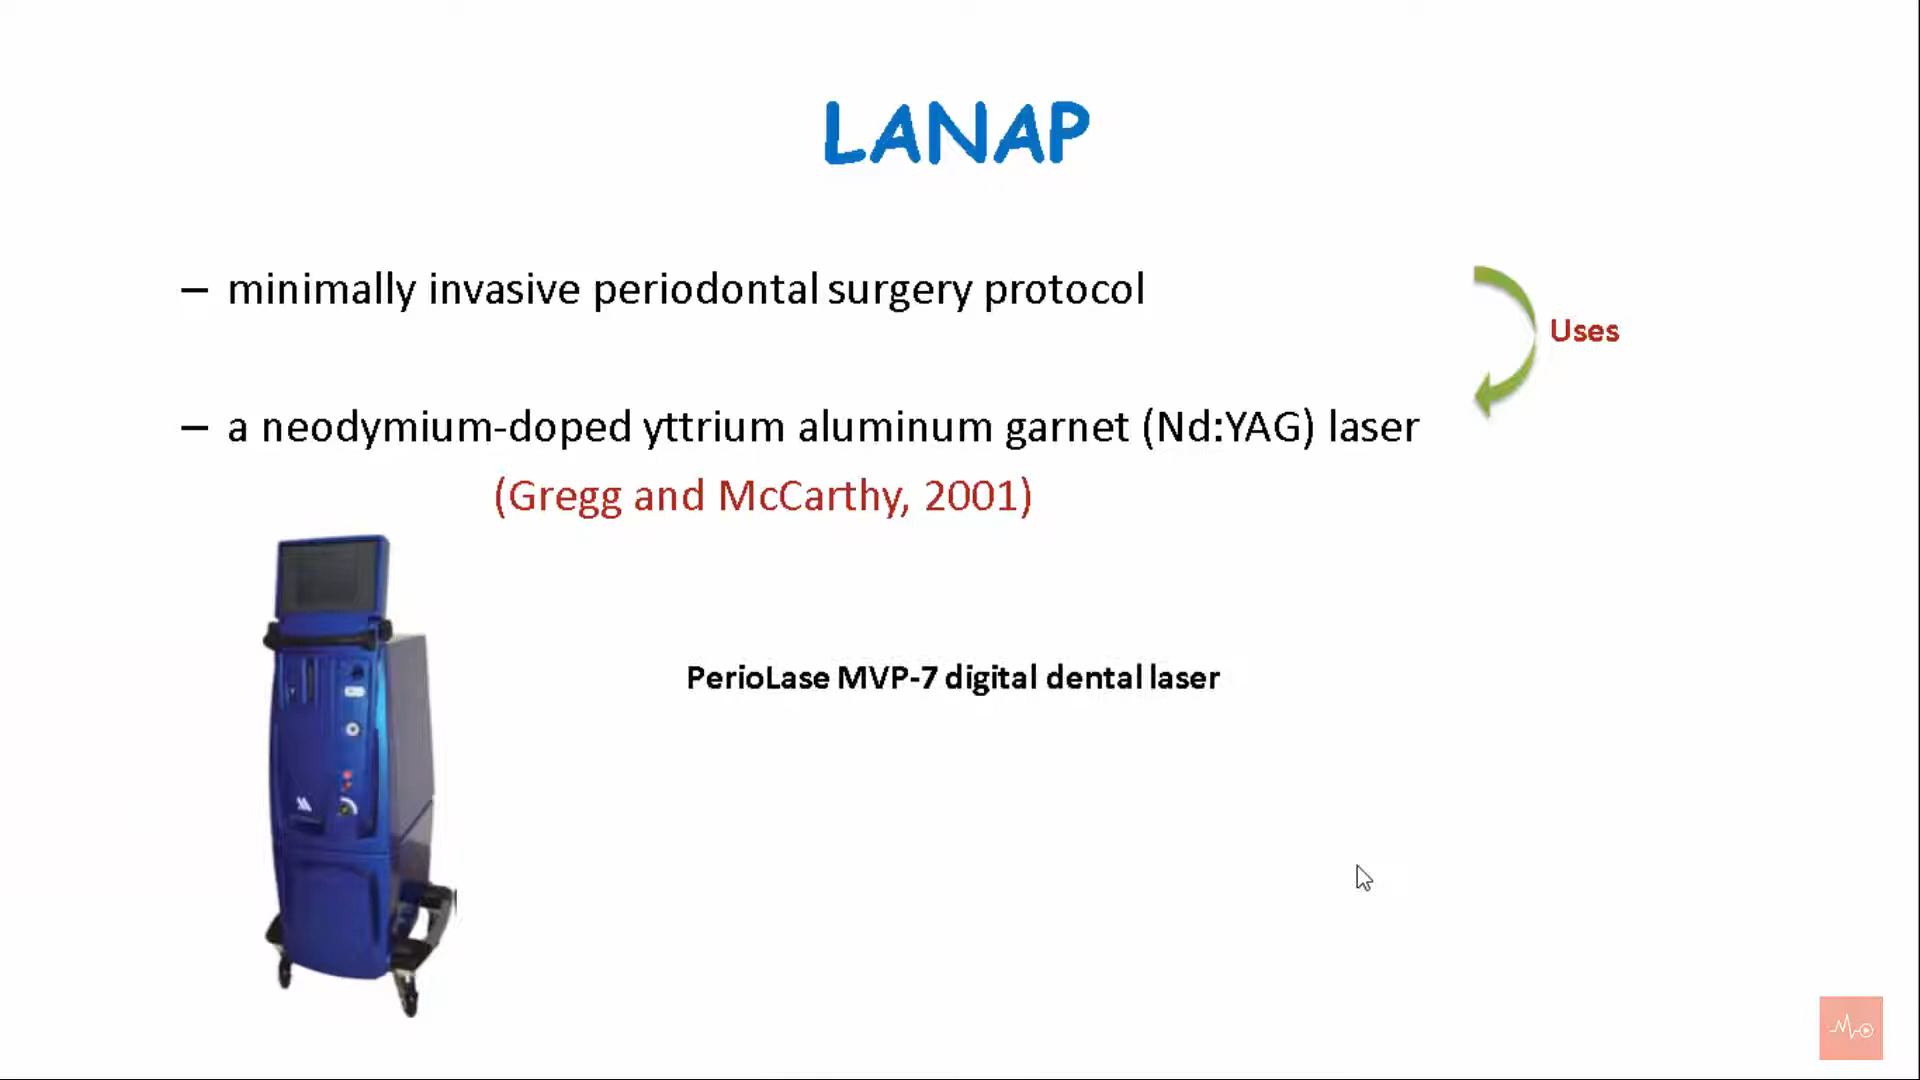 LANAP
– minimally invasive periodontal surgery protocol
Uses
– a neodymium-doped yttrium aluminum garnet (Nd:YAG) laser
(Gregg and McCarthy, 2001)
PerioLase MVP-7 digital dental laser